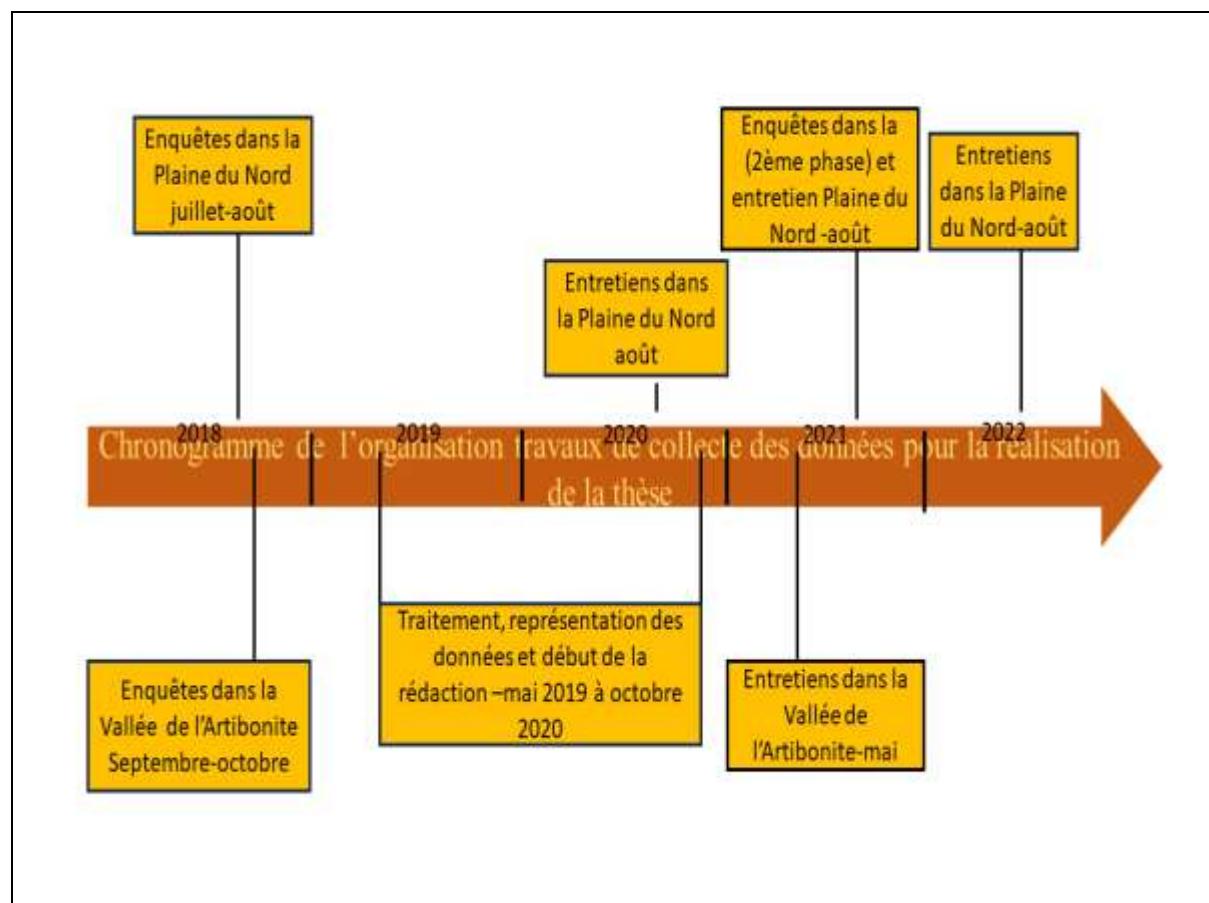 Enquêtes dans la
Plaine du Nord
juillet-août
Entretiens dans
la Plaine du Nord
août
Enquêtes dans la
(2ème phase) et
entretien Plaine du
Nord -août
Entretiens
dans la Plaine
du Nord-août
2018
2019
2020
2021
2022
Chronogramme de l'organisation travaux de collecte des données pour la réalisation
de la thèse
Enquêtes dans la
Vallée de l'Artibonite
Septembre-octobre
Traitement, représentation des
données et début de la
rédaction –mai 2019 à octobre
2020
Entretiens dans la
Vallée de
l'Artibonite-mai